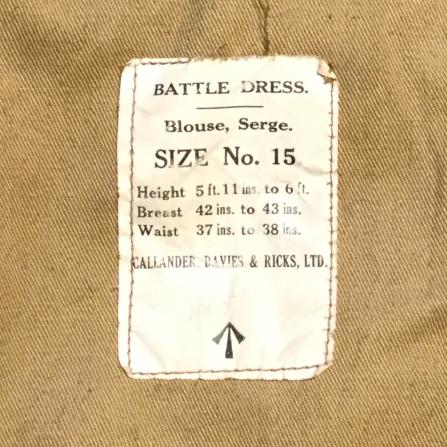 BATTLE DRESS.
Blouse, Serge.
SIZE No. 15.
Height 5 ft. 11 ins. to 6 ft.
Breast 42 ins. to 43 ins.
Waist 37 ins. to 38 ins.
CALLANDER, DAVIES & RICKS, LTD.